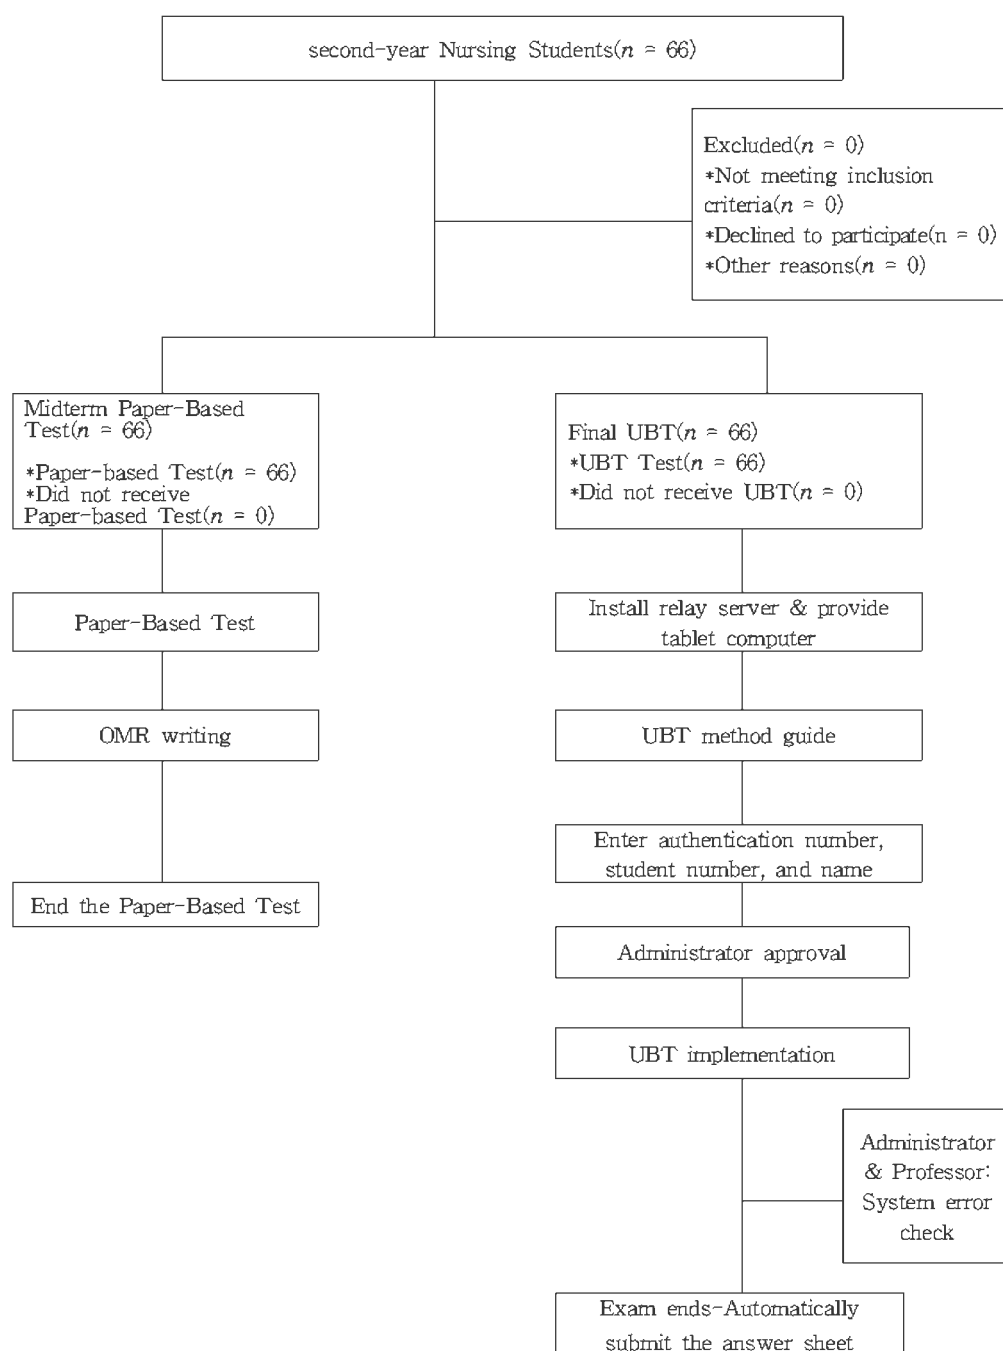 second-year Nursing Students(n = 66)
Excluded(n = 0)
*Not meeting inclusion
criteria(n = 0)
*Declined to participate(n = 0)
*Other reasons(n = 0)
Midterm Paper-Based
Test(n = 66)
*Paper-based Test(n = 66)
*Did not receive
Paper-based Test(n = 0)
Paper-Based Test
OMR writing
End the Paper-Based Test
Final UBT(n = 66)
*UBT Test(n = 66)
*Did not receive UBT(n = 0)
Install relay server & provide
tablet computer
UBT method guide
Enter authentication number,
student number, and name
Administrator approval
UBT implementation
Administrator
& Professor:
System error
check
Exam ends-Automatically
submit the answer sheet